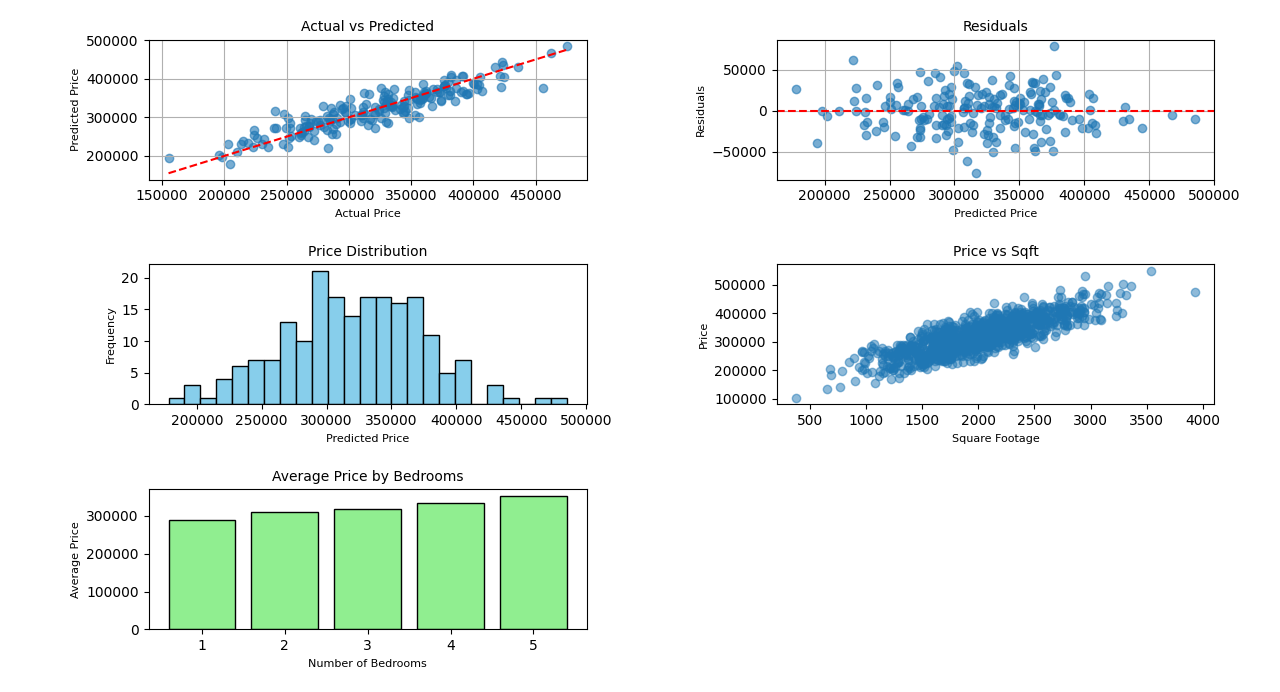 Actual vs Predicted
500000
400000
300000
200000
Predicted Price
150000 200000 250000 300000 350000 400000 450000
Actual Price
Residuals
50000
0
−50000
Residuals
200000 250000 300000 350000 400000 450000 500000
Predicted Price
Price Distribution
20
15
10
5
0
Frequency
200000 250000 300000 350000 400000 450000 500000
Predicted Price
Price vs Sqft
500000
400000
300000
200000
100000
Price
500 1000 1500 2000 2500 3000 3500 4000
Square Footage
Average Price by Bedrooms
300000
200000
100000
0
Average Price
1 2 3 4 5
Number of Bedrooms